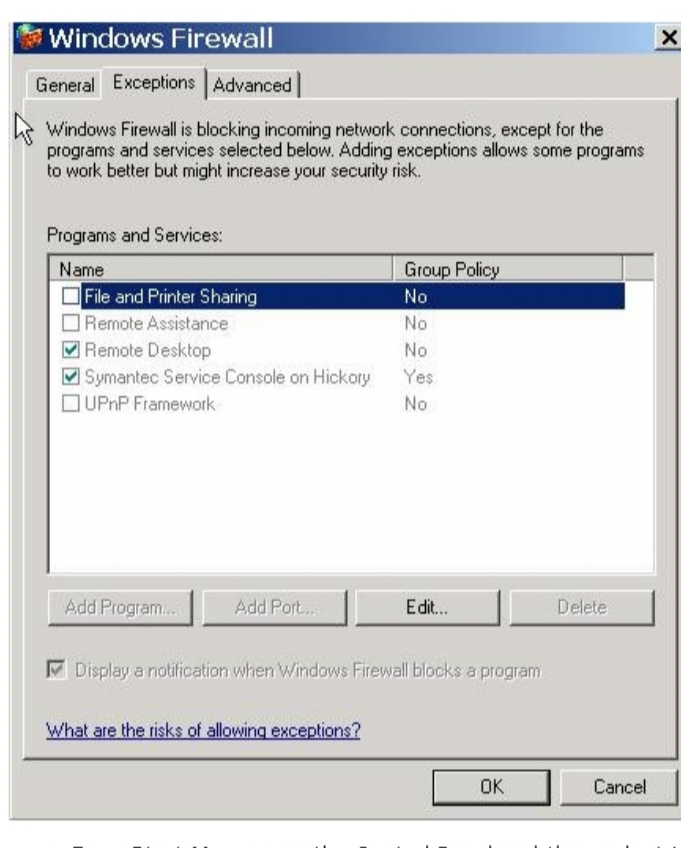 Windows Firewall
General Exceptions Advanced
Windows Firewall is blocking incoming network connections, except for the
programs and services selected below. Adding exceptions allows some programs
to work better but might increase your security risk.
Programs and Services:
Name Group Policy
File and Printer Sharing No
Remote Assistance No
Remote Desktop No
Symantec Service Console on Hickory Yes
UPnP Framework No
Add Program... Add Port... Edit... Delete
Display a notification when Windows Firewall blocks a program
What are the risks of allowing exceptions?
OK Cancel